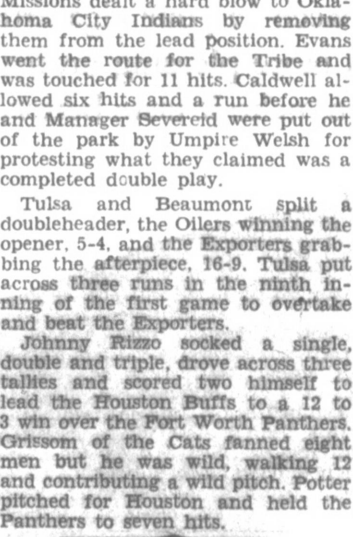 Missions dealt a hard blow to Okla-
homa City Indians by removing
them from the lead position. Evans
went the route for the Tribe and
was touched for 11 hits. Caldwell al-
lowed six hits and a run before he
and Manager Severeid were put out
of the park by Umpire Welsh for
protesting what they claimed was a
completed double play.
Tulsa and Beaumont split a
doubleheader, the Oilers winning the
opener, 5-4, and the Exporters grab-
bing the afterpiece, 16-9. Tulsa put
across three runs in the ninth in-
ning of the first game to overtake
and beat the Exporters.
Johnny Rizzo socked a single,
double and triple, drove across three
tallies and scored two himself to
lead the Houston Buffs to a 12 to
3 win over the Fort Worth Panthers.
Grissom of the Cats fanned eight
men but he was wild, walking 12
and contributing a wild pitch. Potter
pitched for Houston and held the
Panthers to seven hits.